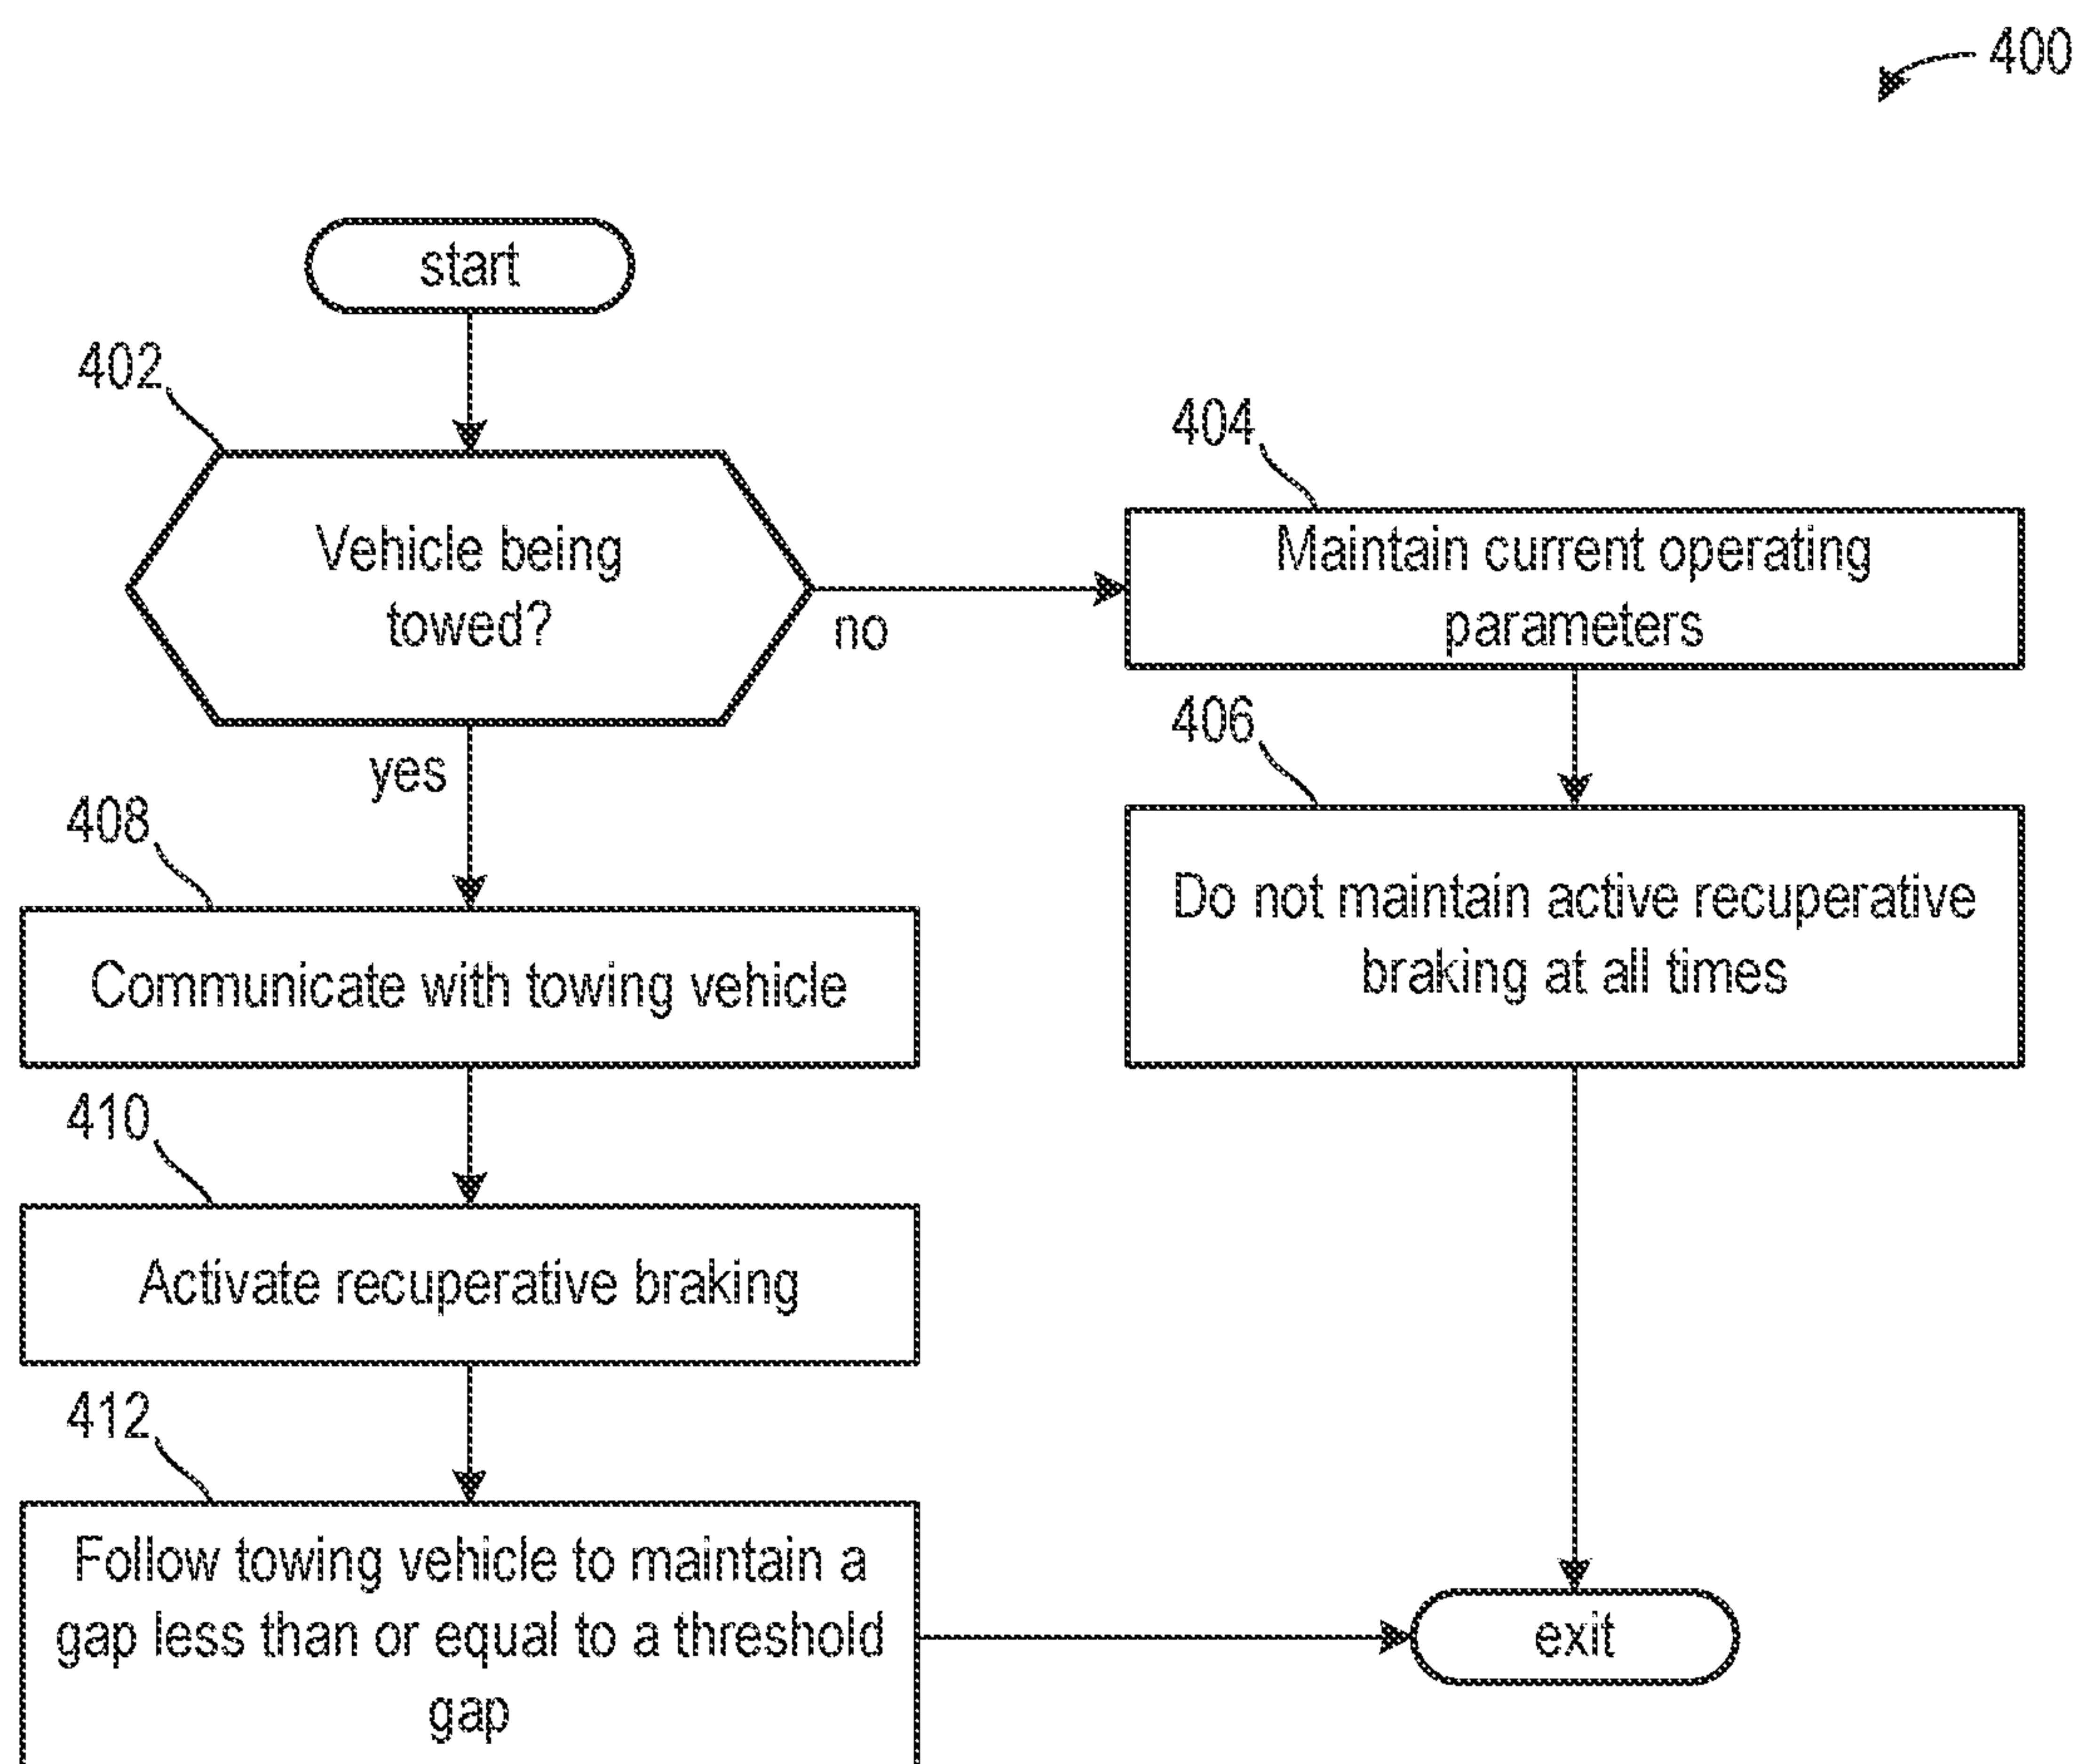 400
start
402
Vehicle being
towed?
no
yes
404
Maintain current operating
parameters
406
Do not maintain active recuperative
braking at all times
408
Communicate with towing vehicle
410
Activate recuperative braking
412
Follow towing vehicle to maintain a
gap less than or equal to a threshold
gap
exit